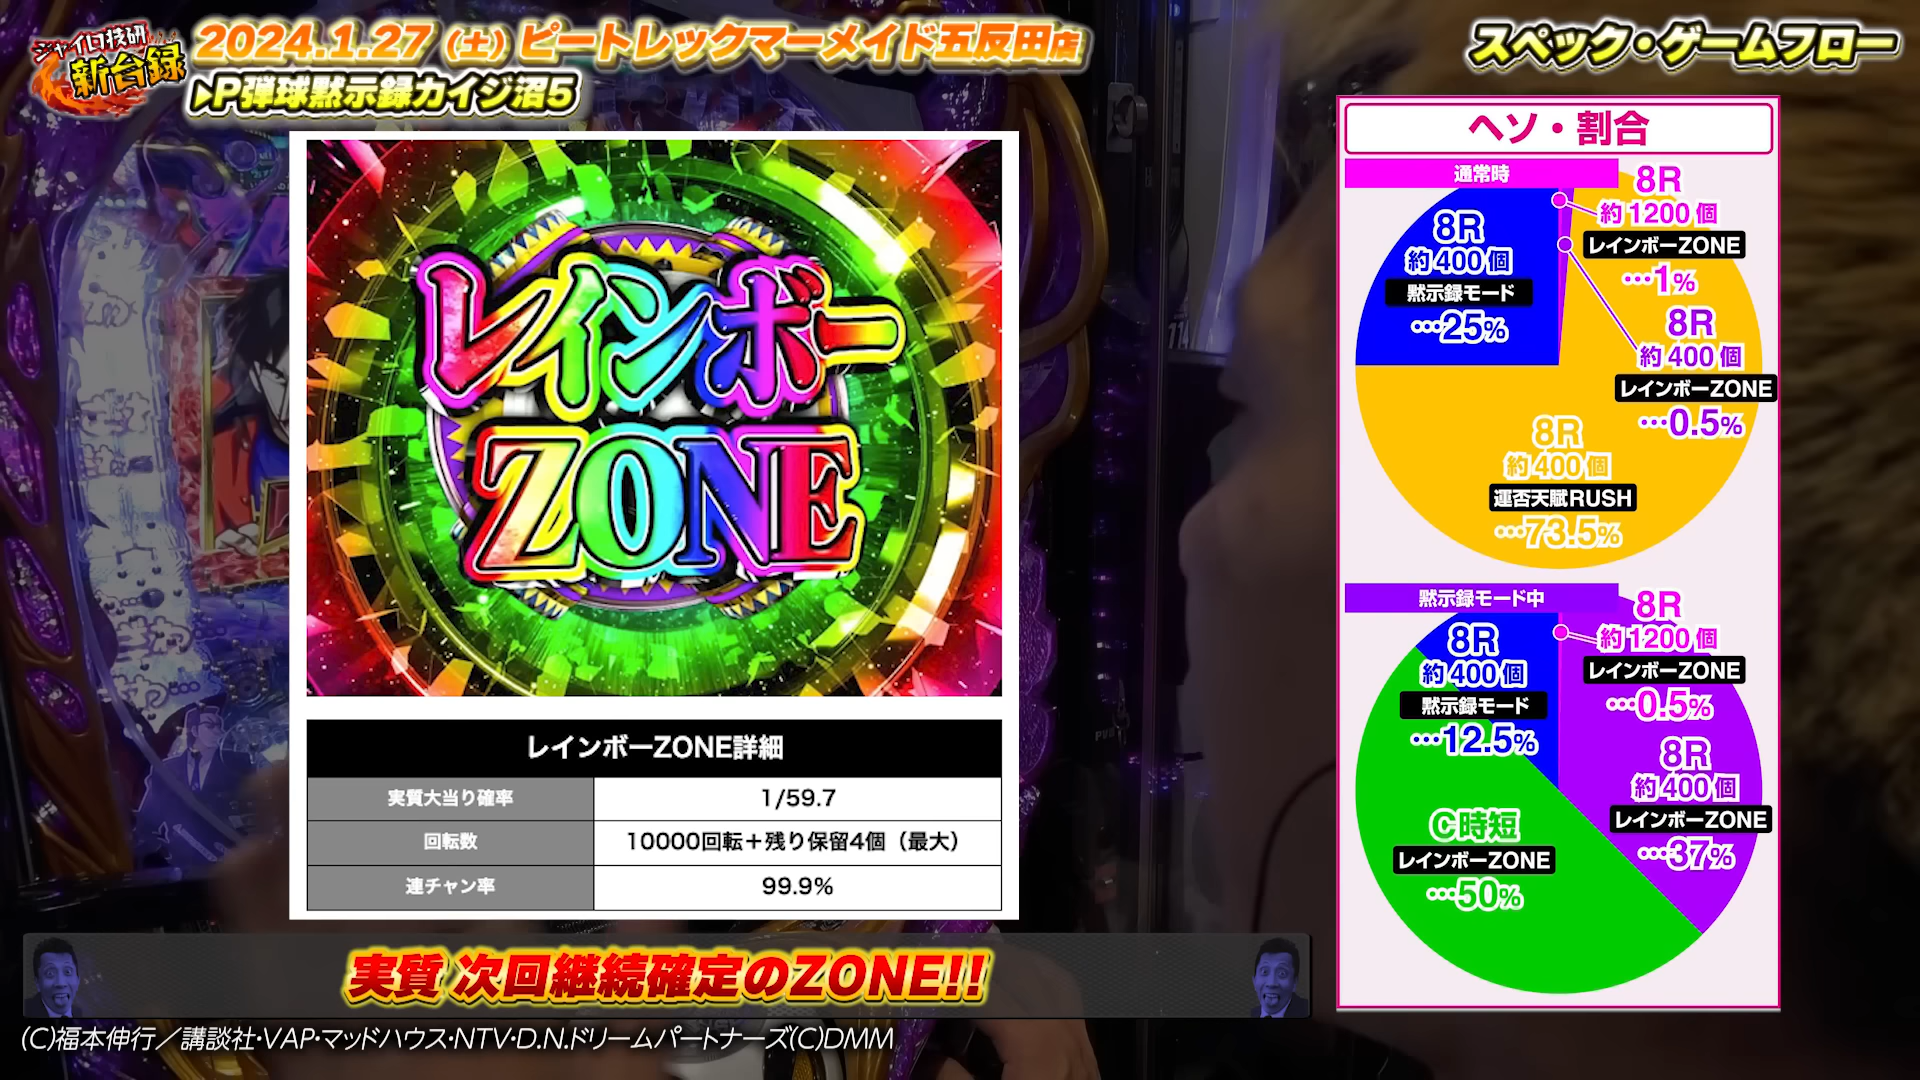 ジャイロ技研
新台録
2024.1.27（土）ピートレックマーメイド五反田店
▶P弾球黙示録カイジ沼5
スペック・ゲームフロー
レインボー
ZONE
レインボーZONE詳細
実質大当り確率 1/59.7
回転数 10000回転＋残り保留4個（最大）
連チャン率 99.9%
ヘソ・割合
通常時
8R
約1200個
レインボーZONE
…1%
8R
約400個
黙示録モード
…25%
8R
約400個
レインボーZONE
…0.5%
8R
約400個
運否天賦RUSH
…73.5%
黙示録モード中
8R
約1200個
レインボーZONE
…0.5%
8R
約400個
黙示録モード
…12.5%
8R
約400個
レインボーZONE
…37%
C時短
レインボーZONE
…50%
実質 次回継続確定のZONE!!
(C)福本伸行／講談社・VAP・マッドハウス・NTV・D.N.ドリームパートナーズ(C)DMM